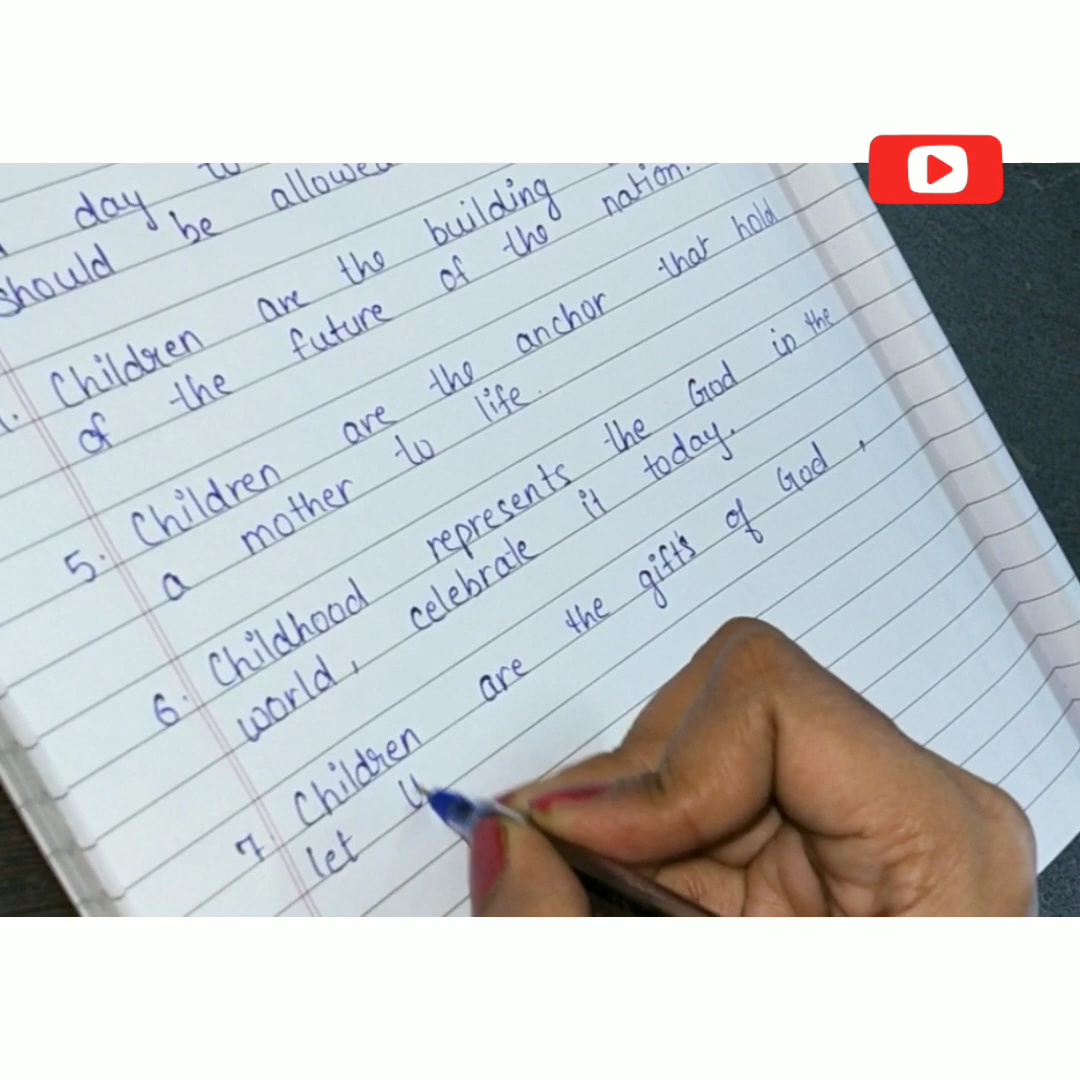 day to
should be allowed
Children are the building
of the future of the nation.
5. Children are the anchor that hold
a mother to life.
6. Childhood represents the God in the
world, celebrate it today.
7. Children are the gifts of God,
let u